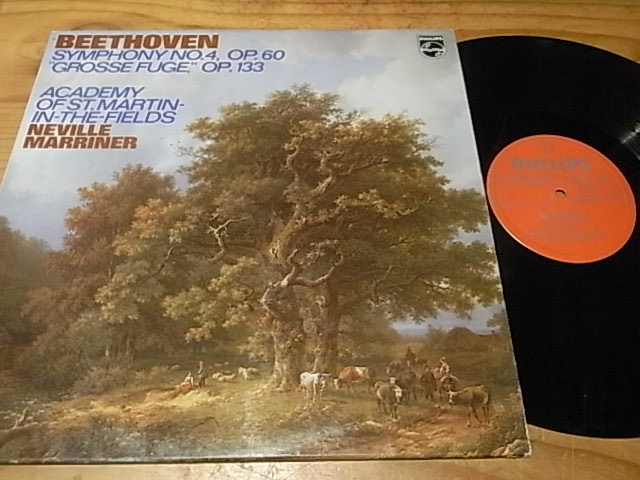 BEETHOVEN
SYMPHONY NO.4, OP.60
"GROSSE FUGE," OP.133
ACADEMY
OF ST. MARTIN-
IN-THE-FIELDS
NEVILLE
MARRINER
PHILIPS
PHILIPS